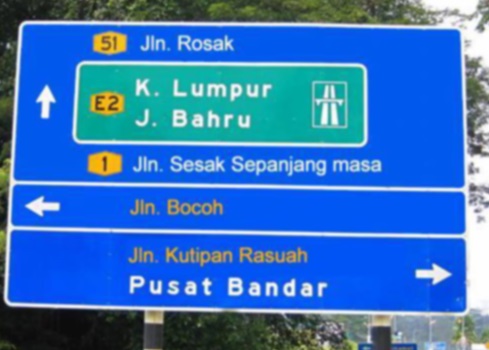 51 Jln. Rosak
E2 K. Lumpur
J. Bahru
1 Jln. Sesak Sepanjang masa
Jln. Bocoh
Jln. Kutipan Rasuah
Pusat Bandar